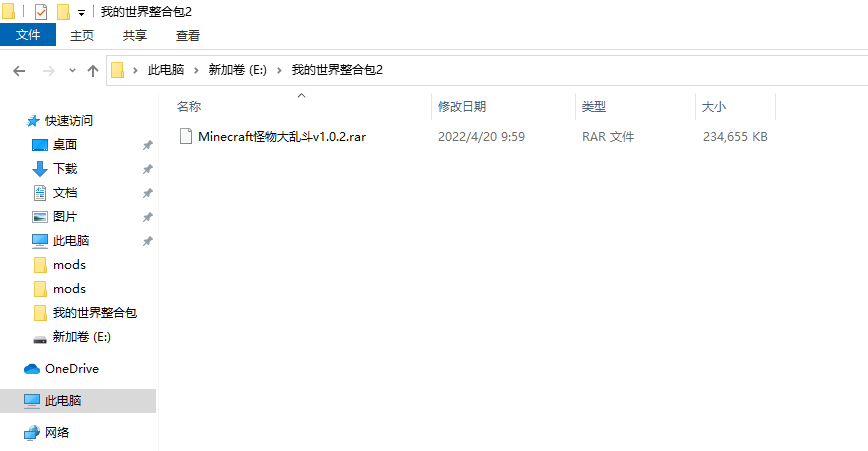 我的世界整合包2
文件 主页 共享 查看
此电脑 新加卷 (E:) 我的世界整合包2
名称 修改日期 类型 大小
Minecraft怪物大乱斗v1.0.2.rar 2022/4/20 9:59 RAR 文件 234,655 KB
快速访问
桌面
下载
文档
图片
此电脑
mods
mods
我的世界整合包
新加卷 (E:)
OneDrive
此电脑
网络